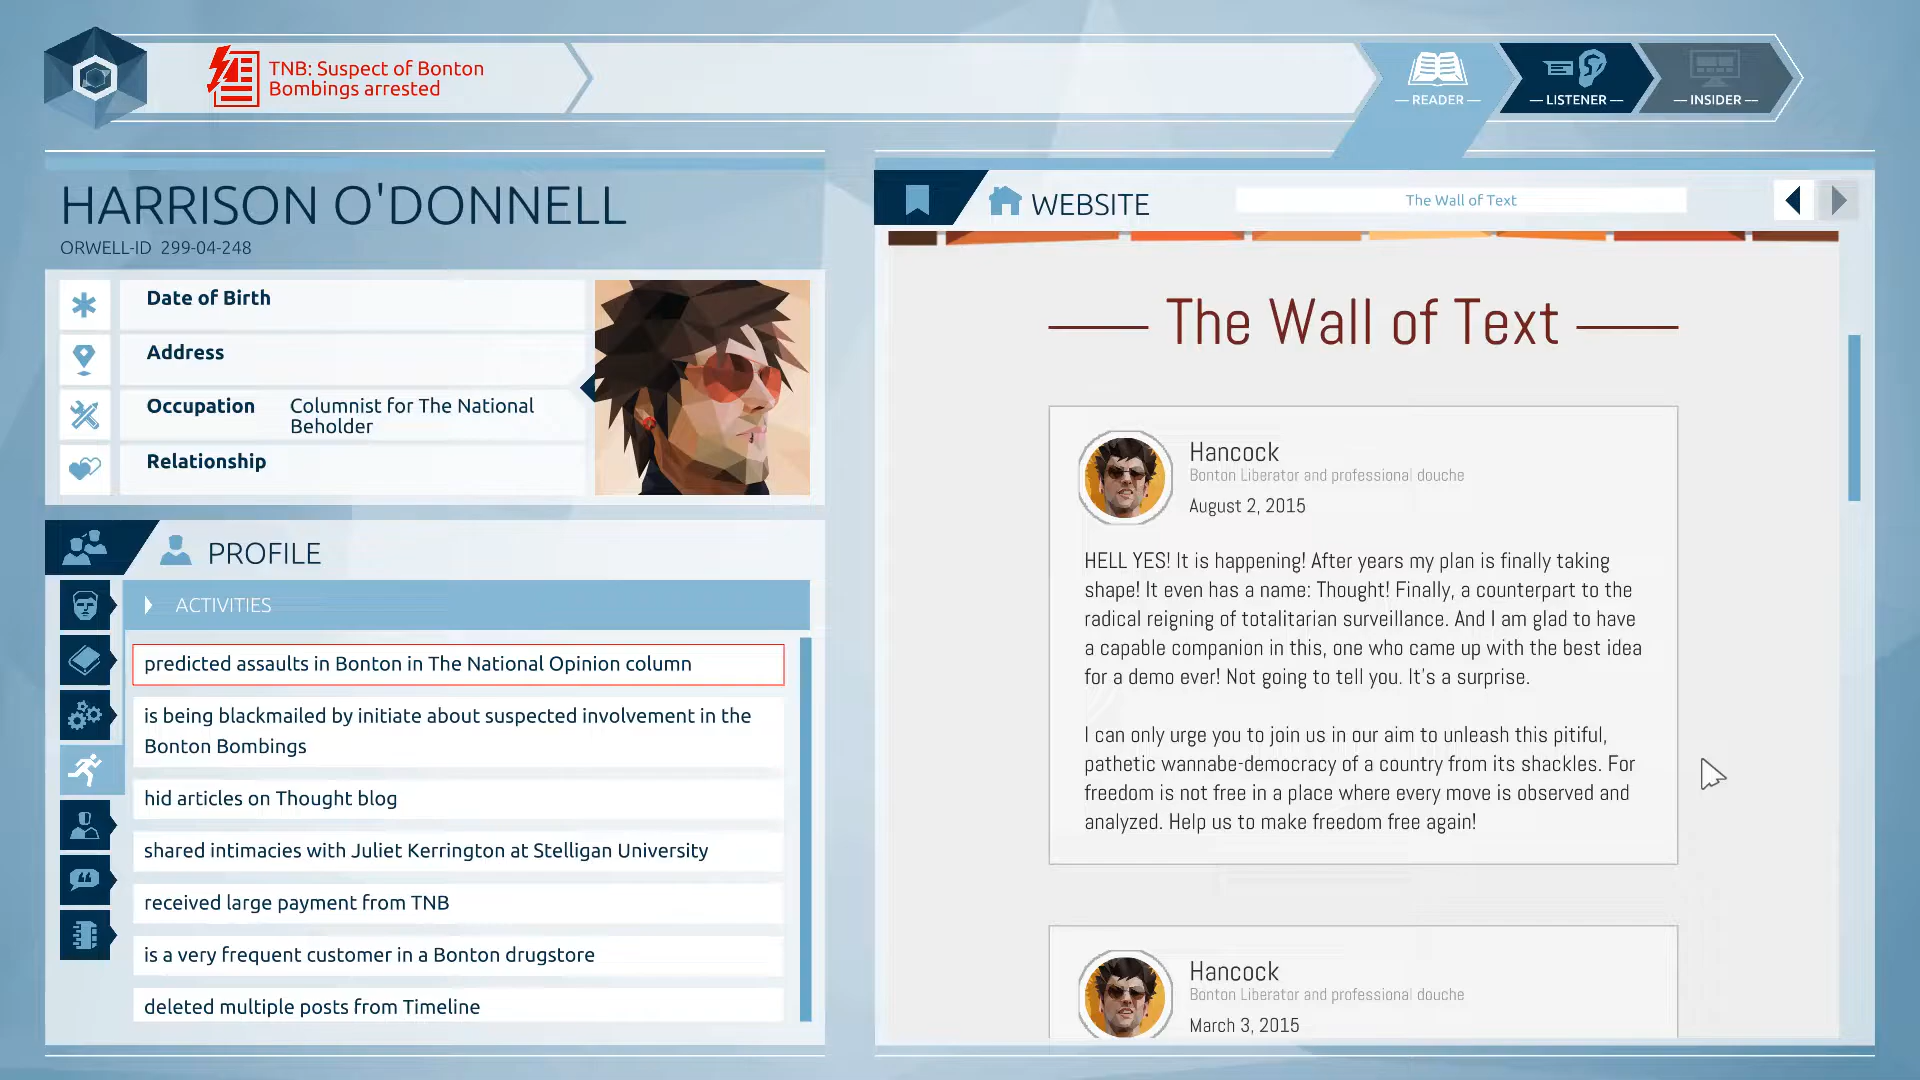 TNB: Suspect of Bonton
Bombings arrested
— READER —
— LISTENER —
— INSIDER —
HARRISON O'DONNELL
ORWELL-ID 299-04-248
Date of Birth
Address
Occupation Columnist for The National
Beholder
Relationship
PROFILE
ACTIVITIES
predicted assaults in Bonton in The National Opinion column
is being blackmailed by initiate about suspected involvement in the
Bonton Bombings
hid articles on Thought blog
shared intimacies with Juliet Kerrington at Stelligan University
received large payment from TNB
is a very frequent customer in a Bonton drugstore
deleted multiple posts from Timeline
WEBSITE
The Wall of Text
The Wall of Text
Hancock
Bonton Liberator and professional douche
August 2, 2015
HELL YES! It is happening! After years my plan is finally taking
shape! It even has a name: Thought! Finally, a counterpart to the
radical reigning of totalitarian surveillance. And I am glad to have
a capable companion in this, one who came up with the best idea
for a demo ever! Not going to tell you. It's a surprise.
I can only urge you to join us in our aim to unleash this pitiful,
pathetic wannabe-democracy of a country from its shackles. For
freedom is not free in a place where every move is observed and
analyzed. Help us to make freedom free again!
Hancock
Bonton Liberator and professional douche
March 3, 2015